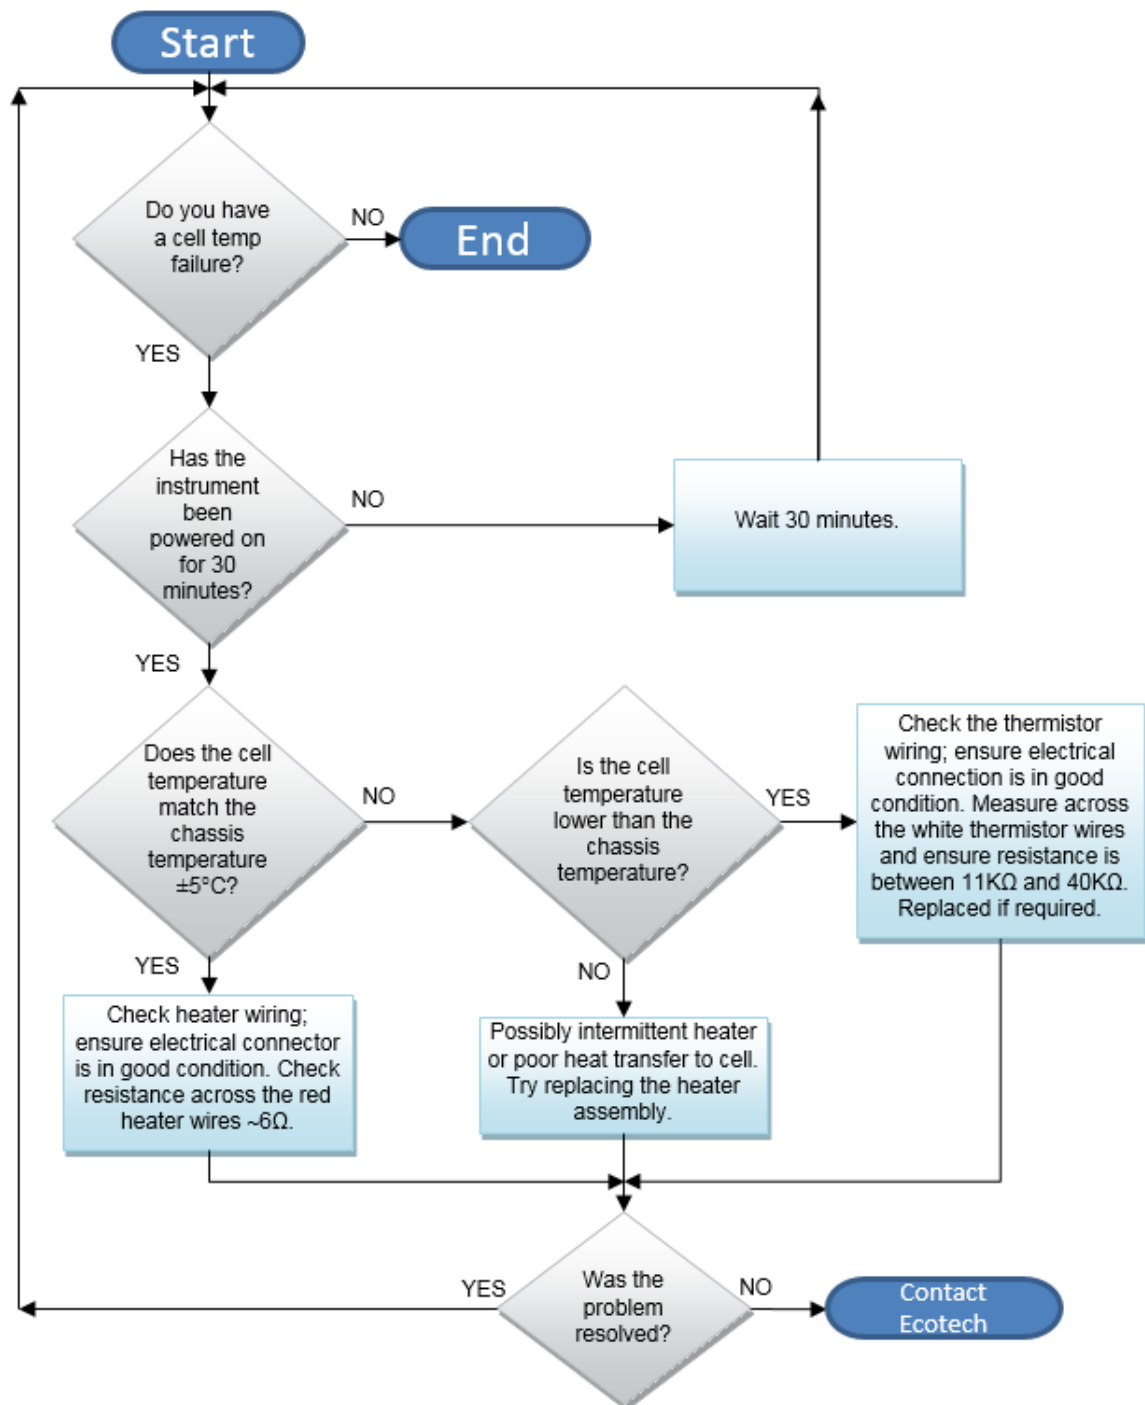 Start
Do you have
a cell temp
failure?
NO
End
YES
Has the
instrument
been
powered on
for 30
minutes?
NO
Wait 30 minutes.
YES
Does the cell
temperature
match the
chassis
temperature
±5°C?
NO
Is the cell
temperature
lower than the
chassis
temperature?
YES
Check the thermistor
wiring; ensure electrical
connection is in good
condition. Measure across
the white thermistor wires
and ensure resistance is
between 11KΩ and 40KΩ.
Replaced if required.
YES
Check heater wiring;
ensure electrical connector
is in good condition. Check
resistance across the red
heater wires ~6Ω.
NO
Possibly intermittent heater
or poor heat transfer to cell.
Try replacing the heater
assembly.
YES
Was the
problem
resolved?
NO
Contact
Ecotech